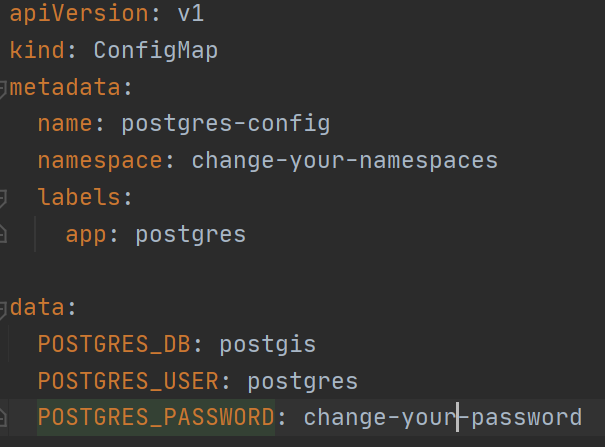 apiVersion: v1
kind: ConfigMap
metadata:
  name: postgres-config
  namespace: change-your-namespaces
  labels:
    app: postgres

data:
  POSTGRES_DB: postgis
  POSTGRES_USER: postgres
  POSTGRES_PASSWORD: change-your-password